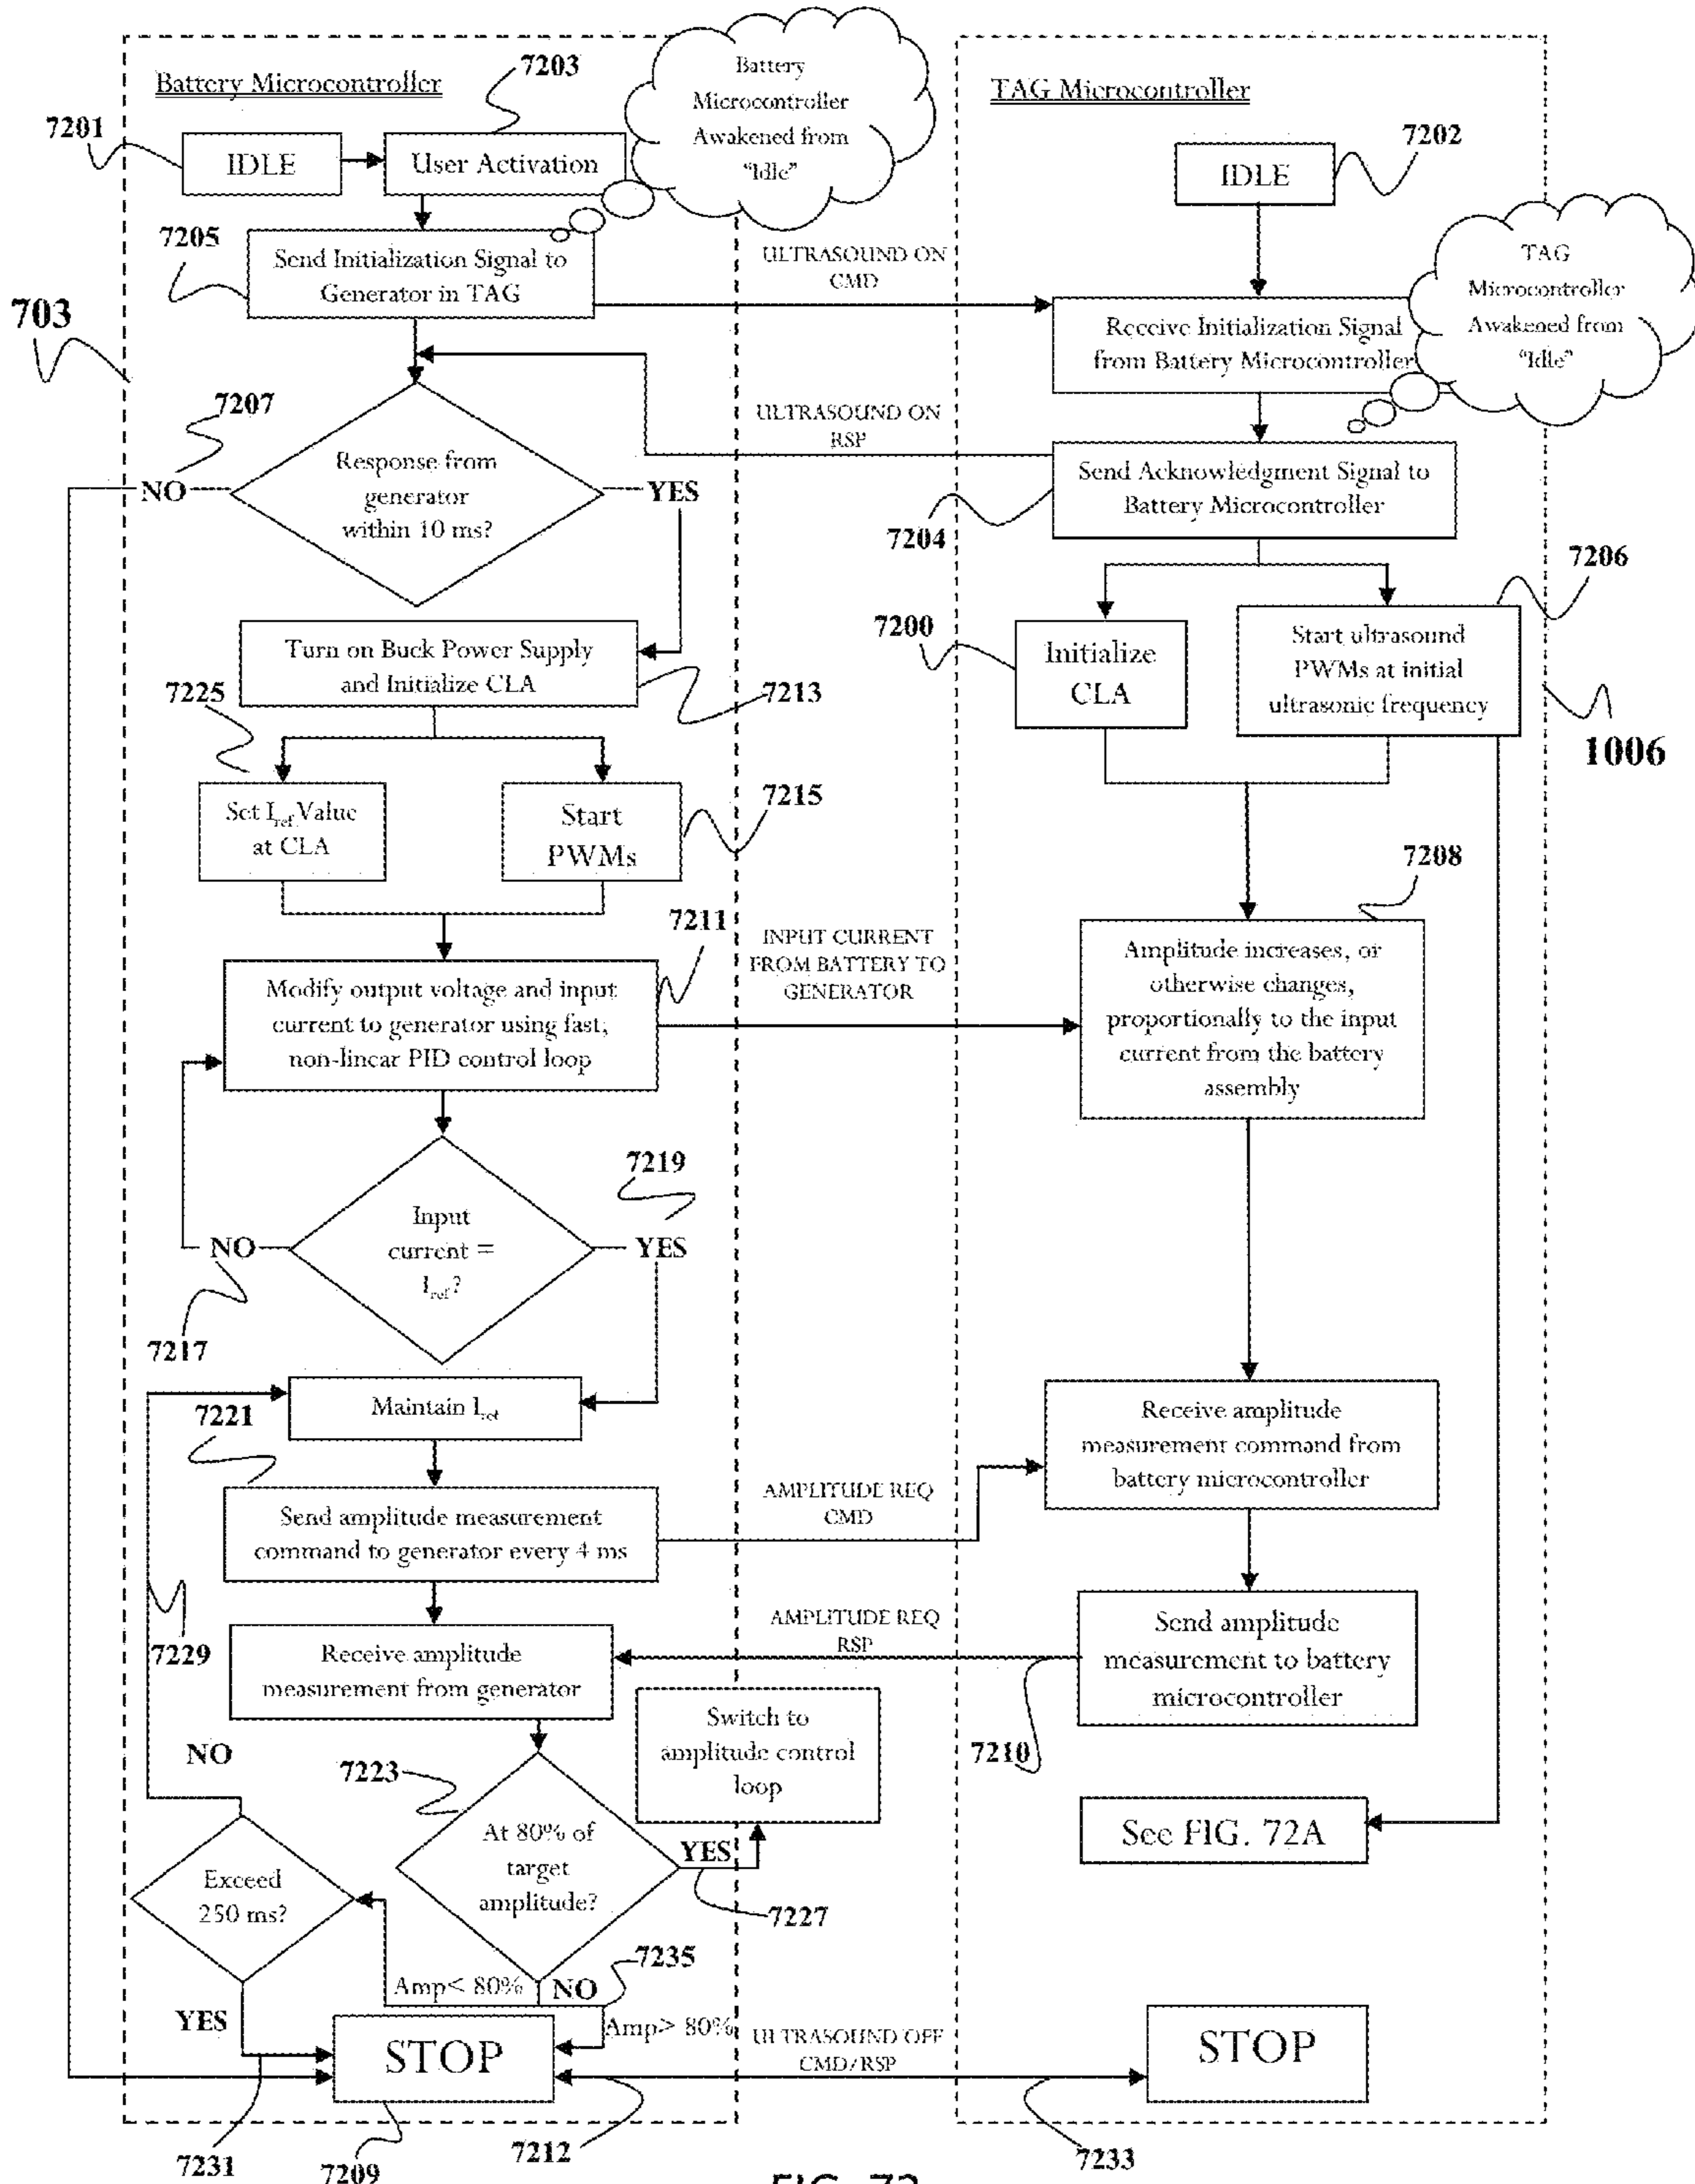 Battery Microcontroller
7203
Battery
Microcontroller
Awakened from
"Idle"
TAG Microcontroller
7201
IDLE
User Activation
7202
IDLE
7205
Send Initialization Signal to
Generator in TAG
ULTRASOUND ON
CMD
TAG
Microcontroller
Awakened from
"Idle"
703
Receive Initialization Signal
from Battery Microcontroller
7207
Response from
generator
within 10 ms?
NO
YES
ULTRASOUND ON
RSP
Send Acknowledgment Signal to
Battery Microcontroller
7204
7206
Turn on Buck Power Supply
and Initialize CLA
7213
7200
Initialize
CLA
Start ultrasound
PWMs at initial
ultrasonic frequency
1006
7225
Set Iref Value
at CLA
Start
PWMs
7215
7208
7211
Modify output voltage and input
current to generator using fast,
non-linear PID control loop
INPUT CURRENT
FROM BATTERY TO
GENERATOR
Amplitude increases, or
otherwise changes,
proportionally to the input
current from the battery
assembly
7219
Input
current =
Iref?
NO
YES
7217
Maintain Iref
7221
Receive amplitude
measurement command from
battery microcontroller
Send amplitude measurement
command to generator every 4 ms
AMPLITUDE REQ
CMD
7229
Receive amplitude
measurement from generator
AMPLITUDE REQ
RSP
Send amplitude
measurement to battery
microcontroller
7210
Switch to
amplitude control
loop
NO
7223
At 80% of
target
amplitude?
YES
7227
See FIG. 72A
Exceed
250 ms?
Amp< 80%
NO
7235
YES
Amp> 80%
STOP
ULTRASOUND OFF
CMD/RSP
STOP
7231
7209
7212
7233
FIG. 72